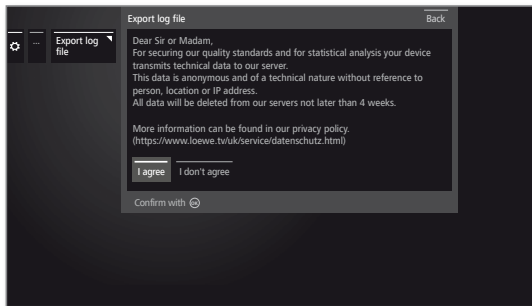 Export log file
Back
...
Export log
file
Dear Sir or Madam,
For securing our quality standards and for statistical analysis your device
transmits technical data to our server.
This data is anonymous and of a technical nature without reference to
person, location or IP address.
All data will be deleted from our servers not later than 4 weeks.
More information can be found in our privacy policy.
(https://www.loewe.tv/uk/service/datenschutz.html)
I agree
I don't agree
Confirm with OK